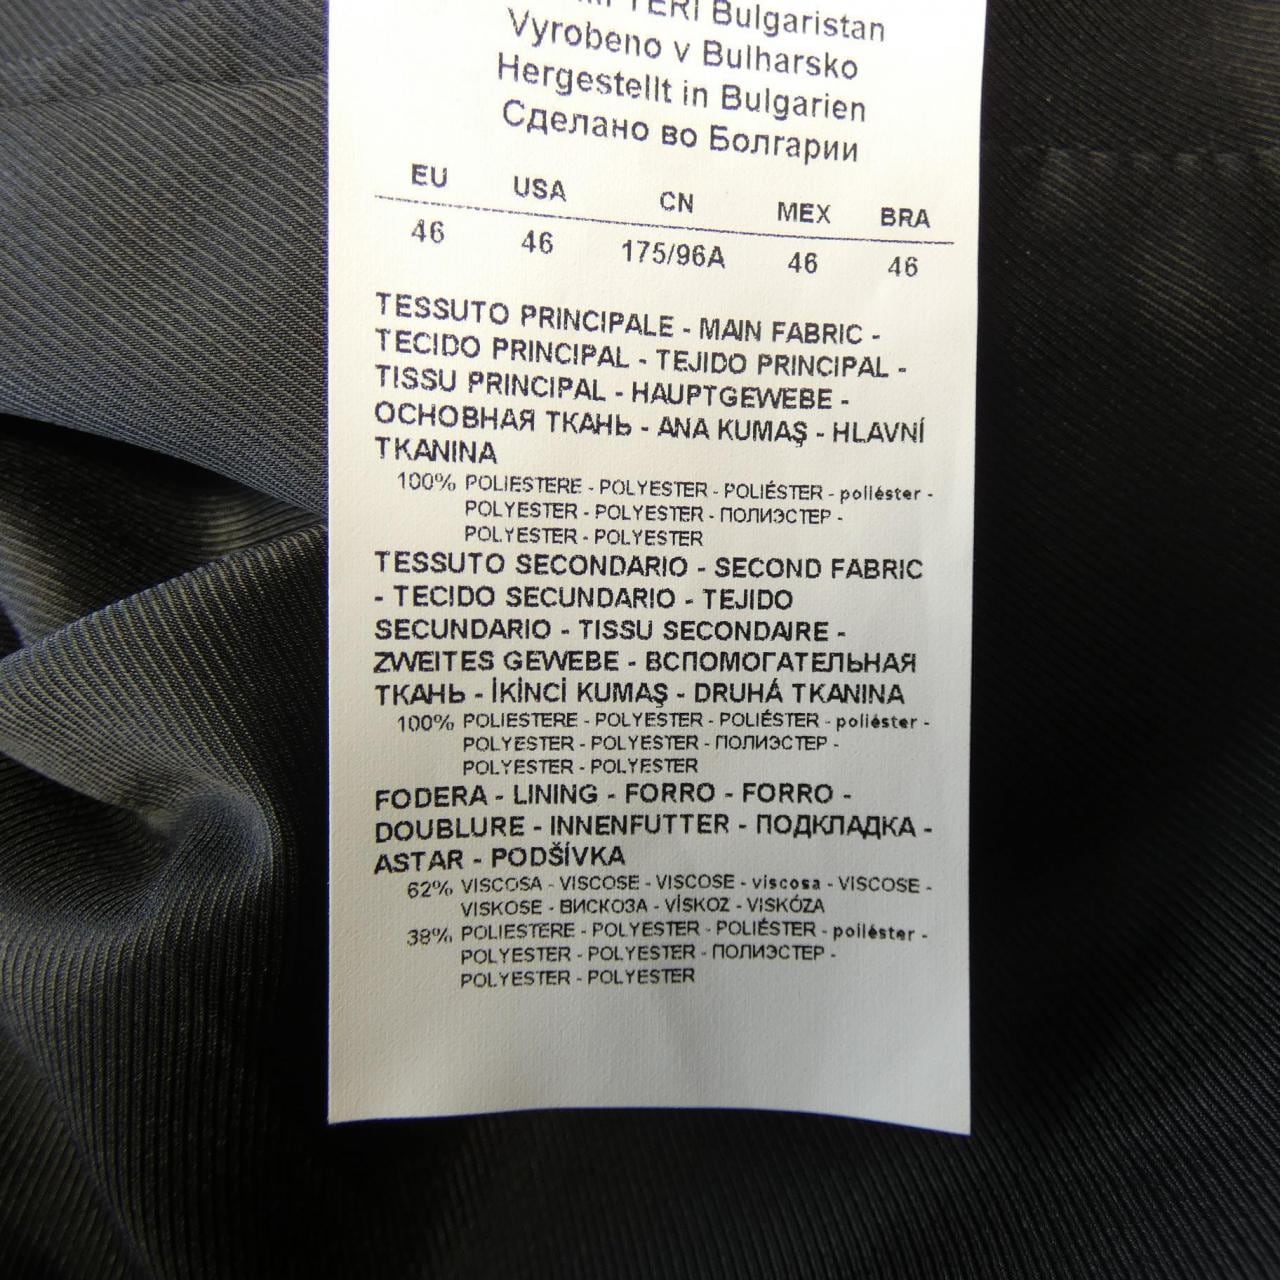 Bulgaristan
Vyrobeno v Bulharsko
Hergestellt in Bulgarien
Сделано во Болгарии
EU USA CN MEX BRA
46 46 175/96A 46 46
TESSUTO PRINCIPALE - MAIN FABRIC -
TECIDO PRINCIPAL - TEJIDO PRINCIPAL -
TISSU PRINCIPAL - HAUPTGEWEBE -
ОСНОВНАЯ ТКАНЬ - ANA KUMAŞ - HLAVNÍ
TKANINA
100% POLIESTERE - POLYESTER - POLIÉSTER - poliéster -
POLYESTER - POLYESTER - ПОЛИЭСТЕР -
POLYESTER - POLYESTER
TESSUTO SECONDARIO - SECOND FABRIC
- TECIDO SECUNDARIO - TEJIDO
SECUNDARIO - TISSU SECONDAIRE -
ZWEITES GEWEBE - ВСПОМОГАТЕЛЬНАЯ
ТКАНЬ - İKİNCİ KUMAŞ - DRUHÁ TKANINA
100% POLIESTERE - POLYESTER - POLIÉSTER - poliéster -
POLYESTER - POLYESTER - ПОЛИЭСТЕР -
POLYESTER - POLYESTER
FODERA - LINING - FORRO - FORRO -
DOUBLURE - INNENFUTTER - ПОДКЛАДКА -
ASTAR - PODŠÍVKA
62% VISCOSA - VISCOSE - VISCOSE - viscosa - VISCOSE -
VISKOSE - ВИСКОЗА - VİSKOZ - VISKÓZA
38% POLIESTERE - POLYESTER - POLIÉSTER - poliéster -
POLYESTER - POLYESTER - ПОЛИЭСТЕР -
POLYESTER - POLYESTER